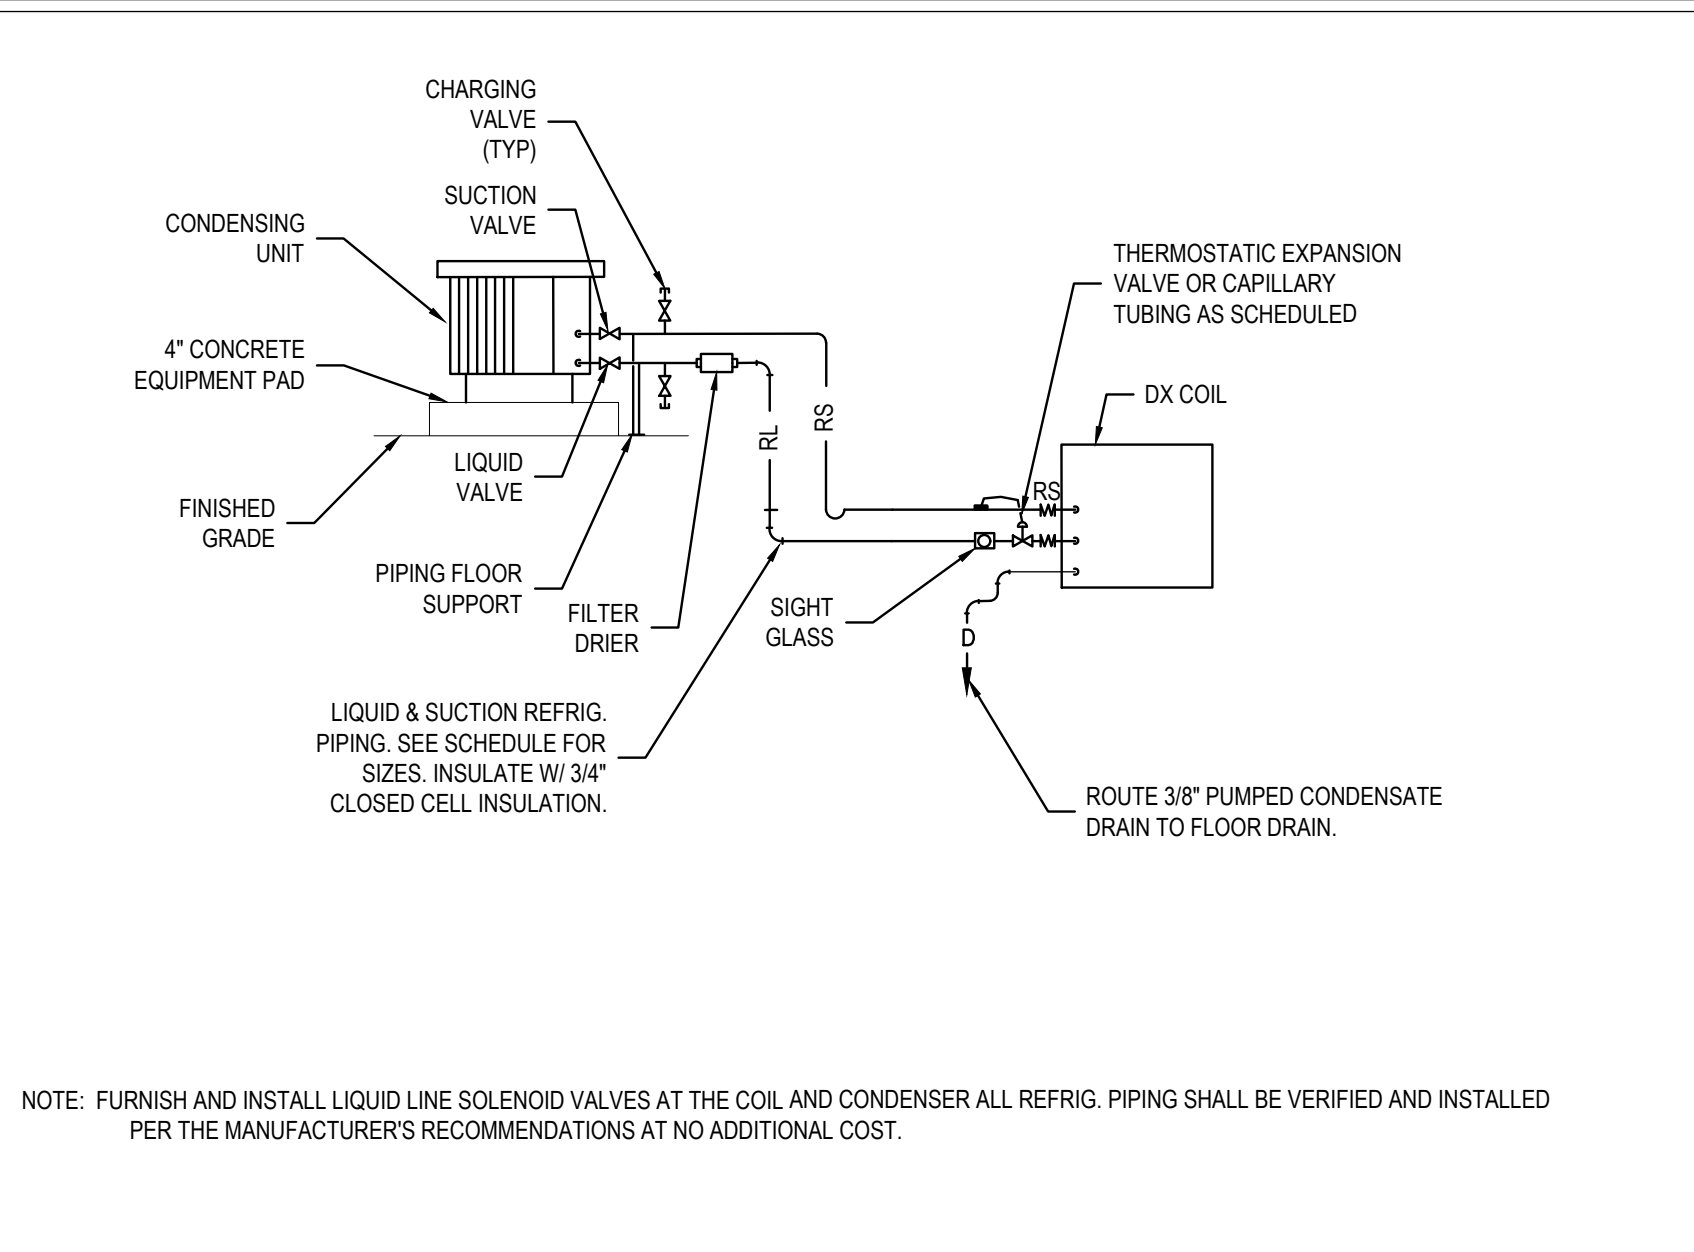 CHARGING
VALVE
(TYP)
SUCTION
VALVE
CONDENSING
UNIT
4" CONCRETE
EQUIPMENT PAD
THERMOSTATIC EXPANSION
VALVE OR CAPILLARY
TUBING AS SCHEDULED
DX COIL
RL
RS
RS
LIQUID
VALVE
FINISHED
GRADE
PIPING FLOOR
SUPPORT
FILTER
DRIER
SIGHT
GLASS
D
LIQUID & SUCTION REFRIG.
PIPING. SEE SCHEDULE FOR
SIZES. INSULATE W/ 3/4"
CLOSED CELL INSULATION.
ROUTE 3/8" PUMPED CONDENSATE
DRAIN TO FLOOR DRAIN.
NOTE: FURNISH AND INSTALL LIQUID LINE SOLENOID VALVES AT THE COIL AND CONDENSER ALL REFRIG. PIPING SHALL BE VERIFIED AND INSTALLED
PER THE MANUFACTURER'S RECOMMENDATIONS AT NO ADDITIONAL COST.